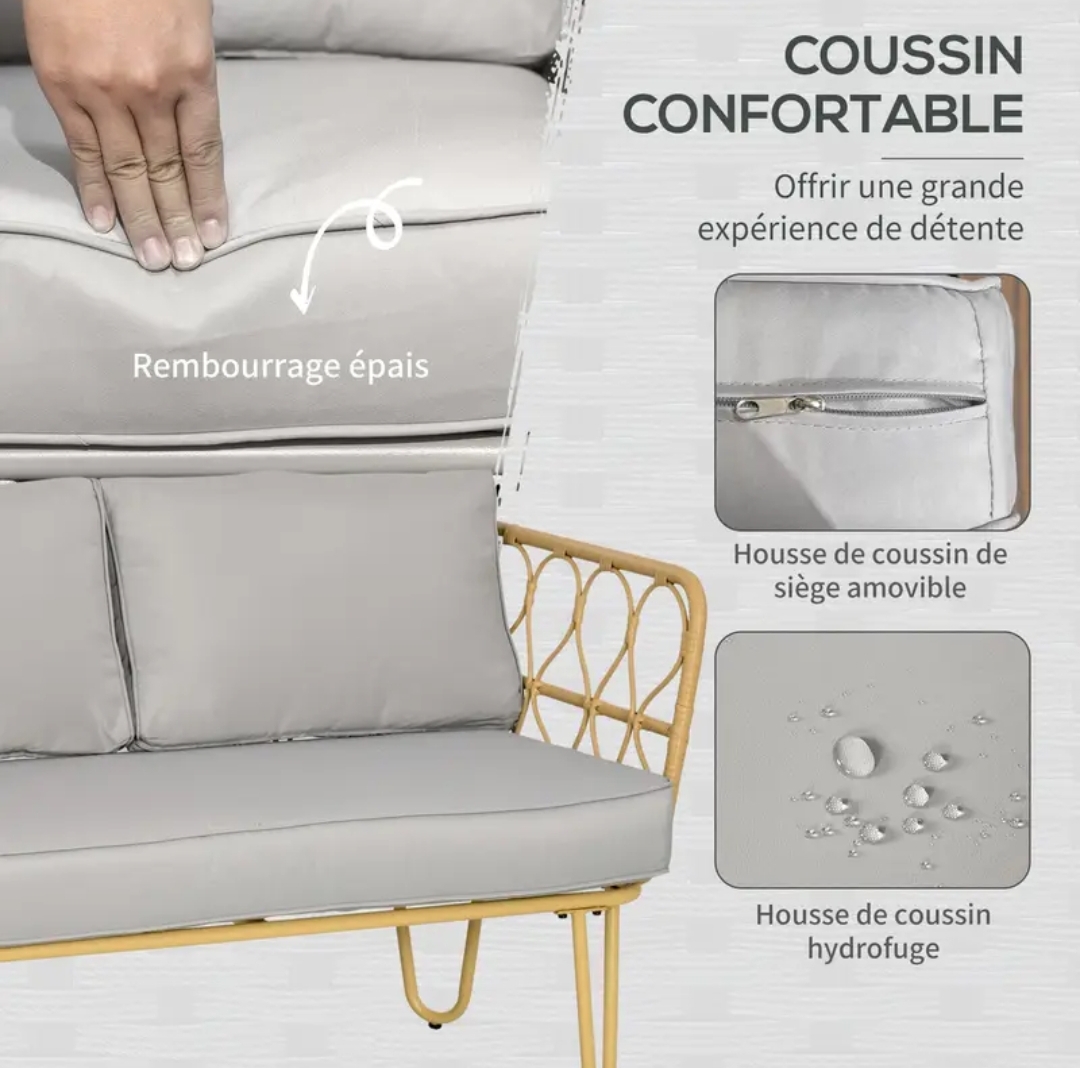 COUSSIN
CONFORTABLE
Offrir une grande
expérience de détente
Rembourrage épais
Housse de coussin de
siège amovible
Housse de coussin
hydrofuge